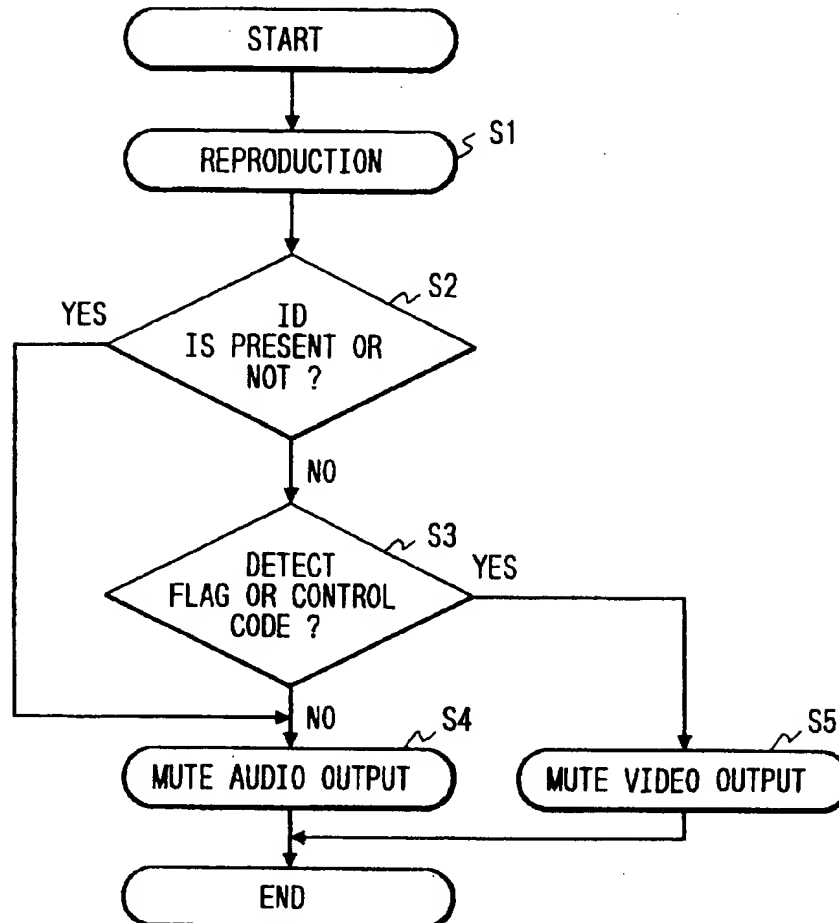 START
REPRODUCTION
S1
S2
YES
ID
IS PRESENT OR
NOT ?
NO
S3
DETECT
FLAG OR CONTROL
CODE ?
YES
NO
S4
MUTE AUDIO OUTPUT
S5
MUTE VIDEO OUTPUT
END